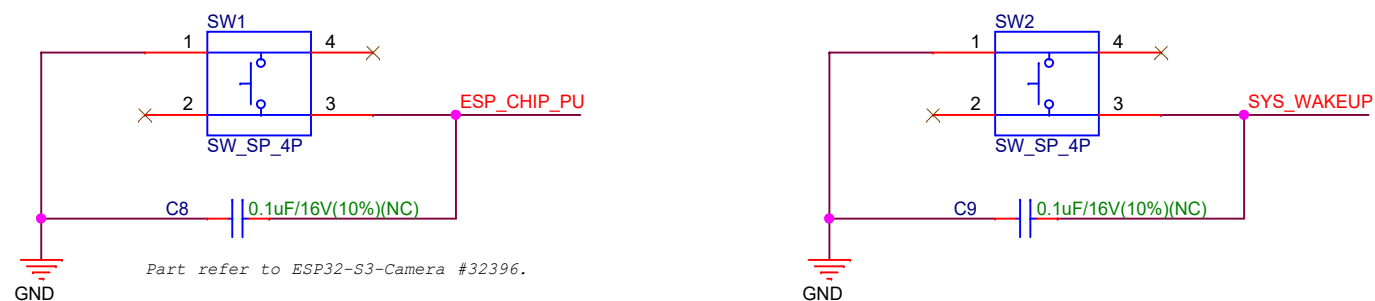 SW1
1
4
2
3
ESP_CHIP_PU
SW_SP_4P
C8
0.1uF/16V(10%)(NC)
Part refer to ESP32-S3-Camera #32396.
GND
SW2
1
4
2
3
SYS_WAKEUP
SW_SP_4P
C9
0.1uF/16V(10%)(NC)
GND